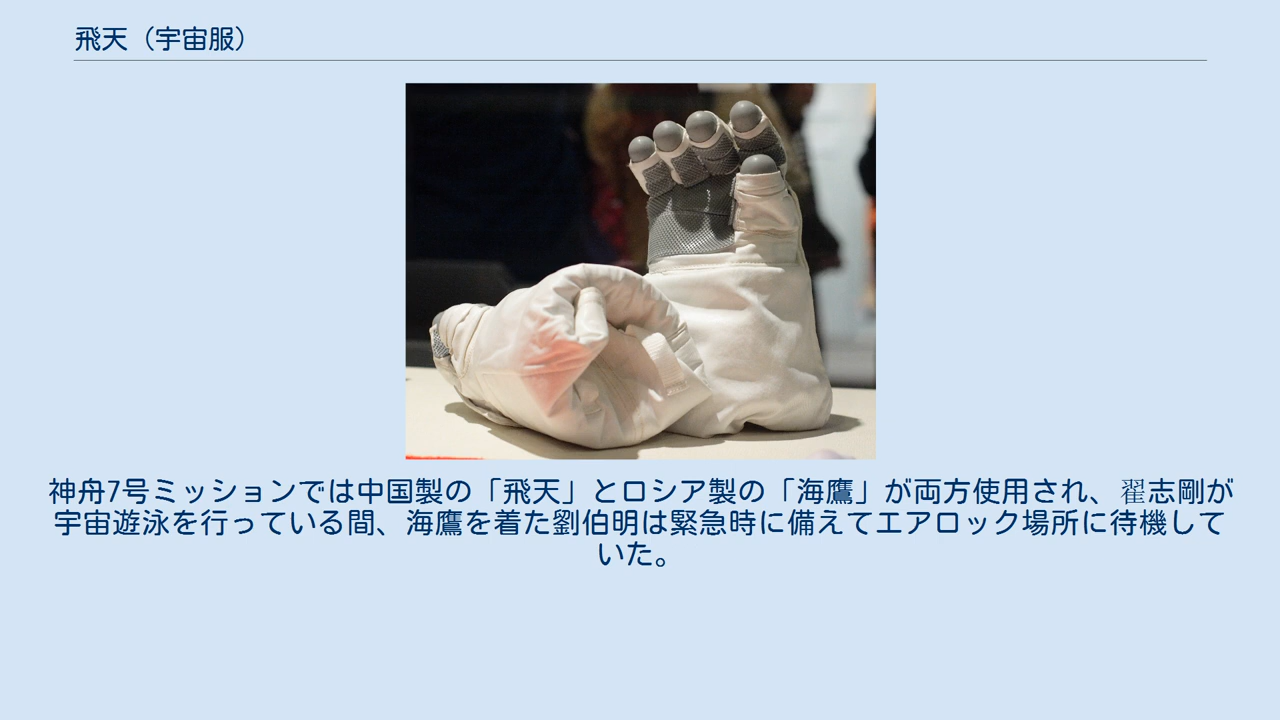 飛天（宇宙服）
神舟7号ミッションでは中国製の「飛天」とロシア製の「海鷹」が両方使用され、翟志剛が
宇宙遊泳を行っている間、海鷹を着た劉伯明は緊急時に備えてエアロック場所に待機して
いた。